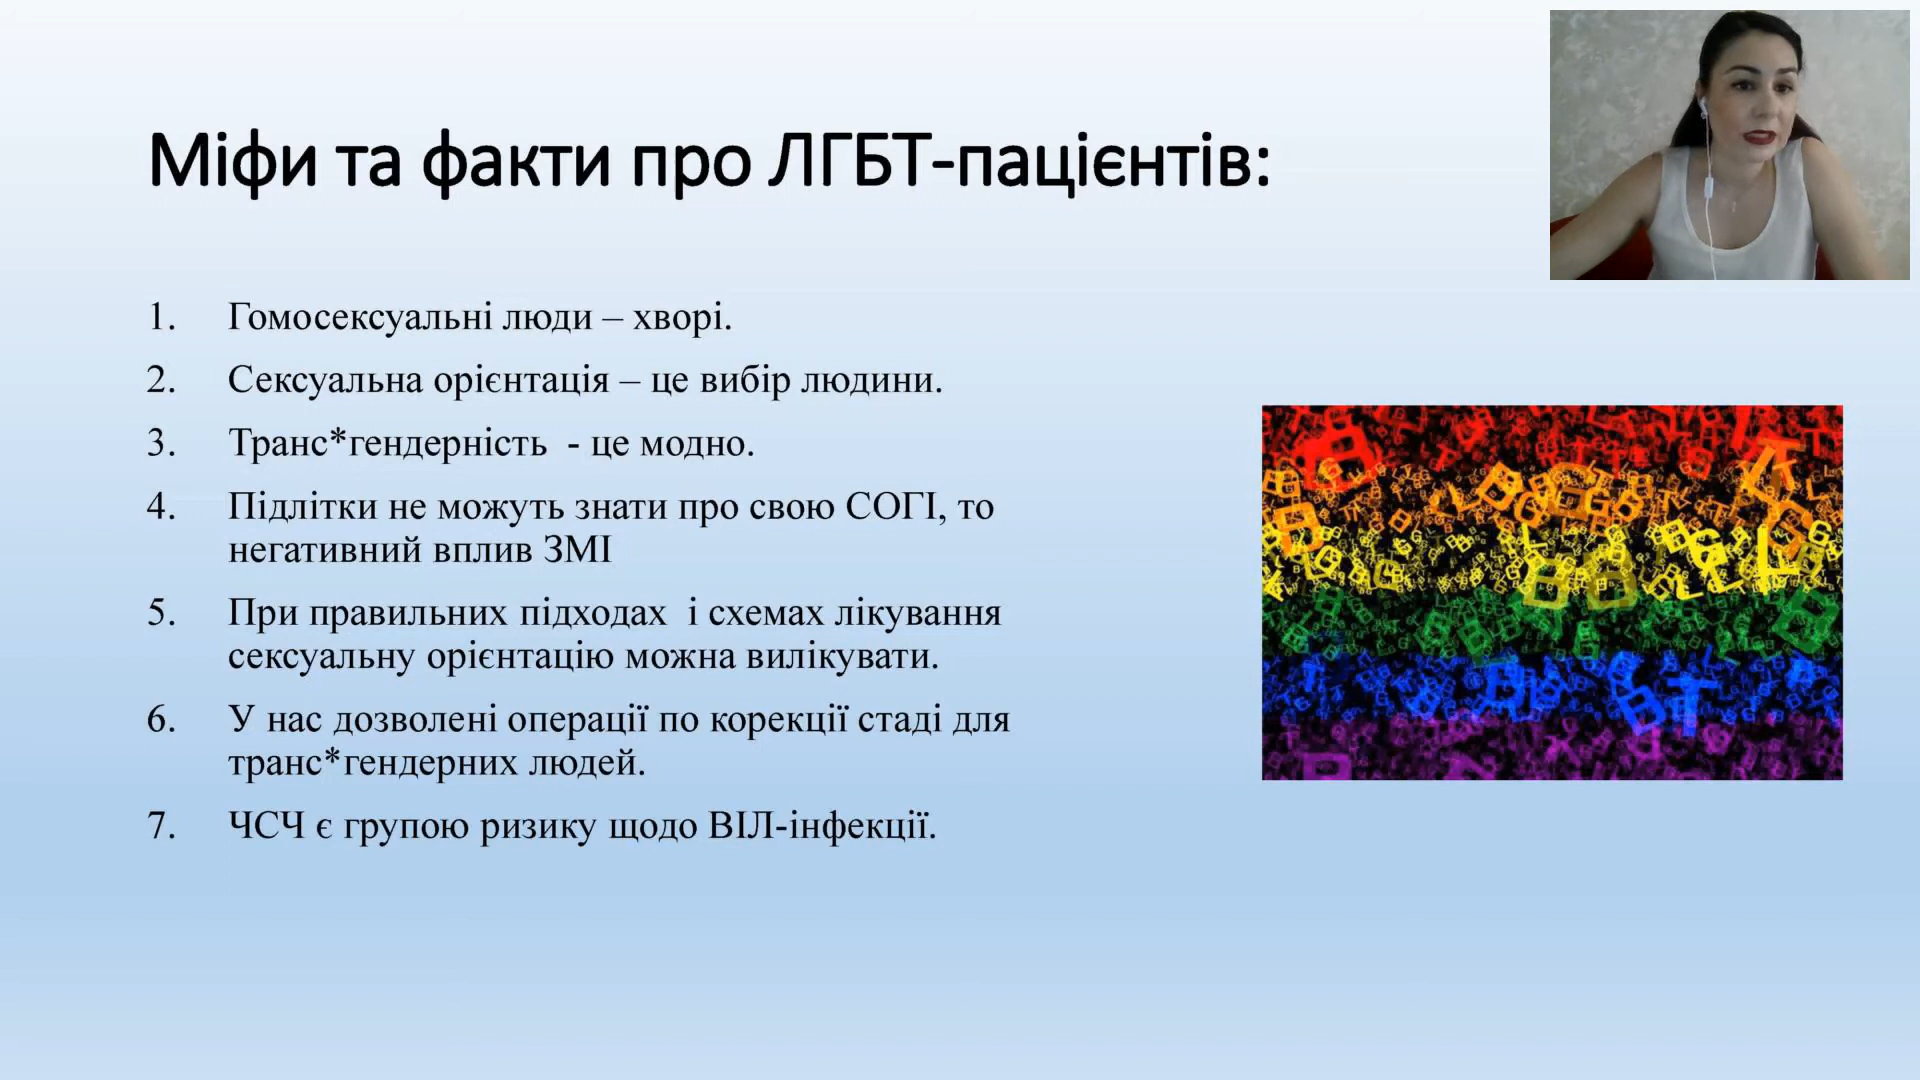 Міфи та факти про ЛГБТ-пацієнтів:
1. Гомосексуальні люди – хворі.
2. Сексуальна орієнтація – це вибір людини.
3. Транс*гендерність - це модно.
4. Підлітки не можуть знати про свою СОГІ, то
негативний вплив ЗМІ
5. При правильних підходах і схемах лікування
сексуальну орієнтацію можна вилікувати.
6. У нас дозволені операції по корекції стаді для
транс*гендерних людей.
7. ЧСЧ є групою ризику щодо ВІЛ-інфекції.